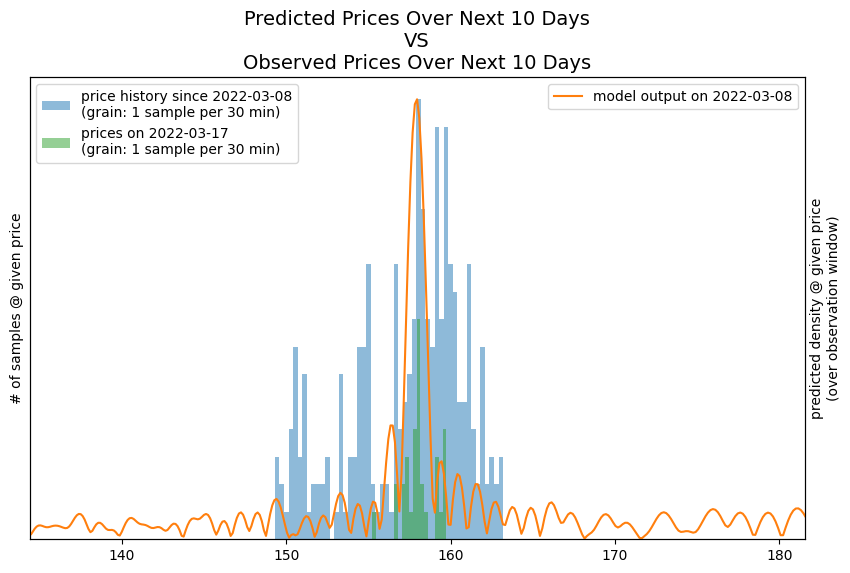 Predicted Prices Over Next 10 Days
VS
Observed Prices Over Next 10 Days
price history since 2022-03-08
(grain: 1 sample per 30 min)
prices on 2022-03-17
(grain: 1 sample per 30 min)
model output on 2022-03-08
# of samples @ given price
predicted density @ given price
(over observation window)
140
150
160
170
180